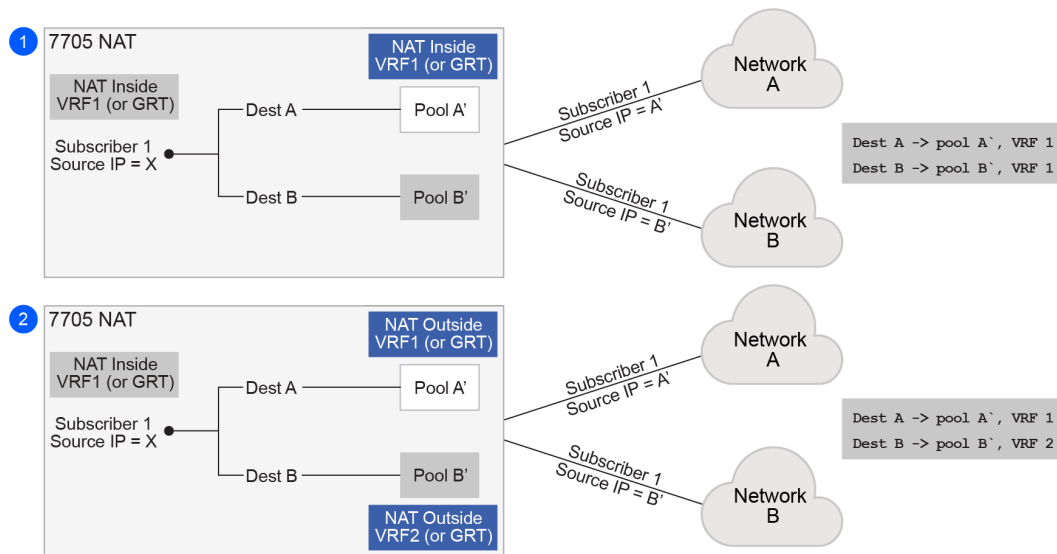 1
7705 NAT
NAT Inside
VRF1 (or GRT)
NAT Inside
VRF1 (or GRT)
Subscriber 1
Source IP = X
Dest A
Pool A’
Dest B
Pool B’
Subscriber 1
Source IP = A’
Subscriber 1
Source IP = B’
Network
A
Network
B
Dest A -> pool A`, VRF 1
Dest B -> pool B`, VRF 1
2
7705 NAT
NAT Inside
VRF1 (or GRT)
NAT Outside
VRF1 (or GRT)
Subscriber 1
Source IP = X
Dest A
Pool A’
Dest B
Pool B’
NAT Outside
VRF2 (or GRT)
Subscriber 1
Source IP = A’
Subscriber 1
Source IP = B’
Network
A
Network
B
Dest A -> pool A`, VRF 1
Dest B -> pool B`, VRF 2